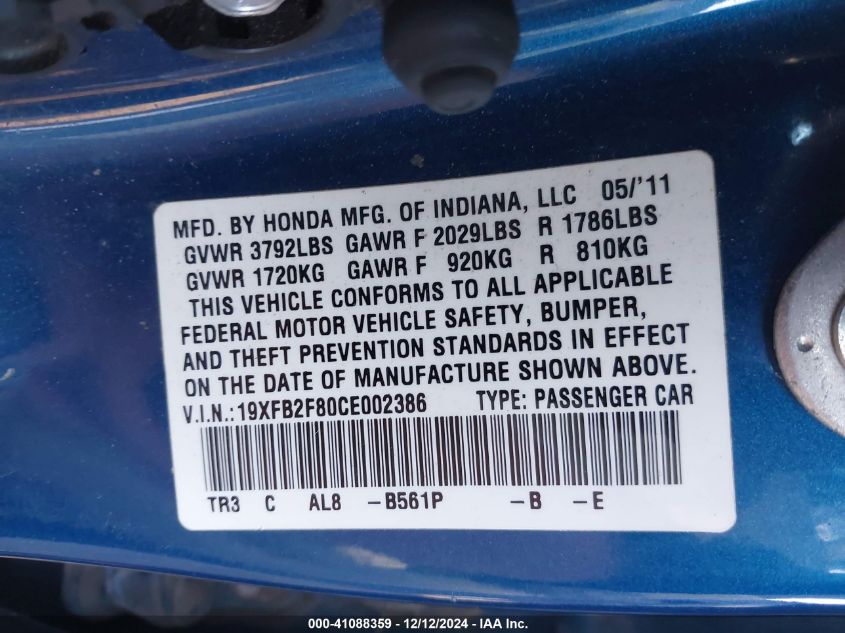 MFD. BY HONDA MFG. OF INDIANA, LLC 05/'11
GVWR 3792LBS GAWR F 2029LBS R 1786LBS
GVWR 1720KG GAWR F 920KG R 810KG
THIS VEHICLE CONFORMS TO ALL APPLICABLE
FEDERAL MOTOR VEHICLE SAFETY, BUMPER,
AND THEFT PREVENTION STANDARDS IN EFFECT
ON THE DATE OF MANUFACTURE SHOWN ABOVE.
V.I.N.:19XFB2F80CE002386 TYPE: PASSENGER CAR
TR3 C AL8 -B561P -B -E
000-41088359 - 12/12/2024 - IAA Inc.